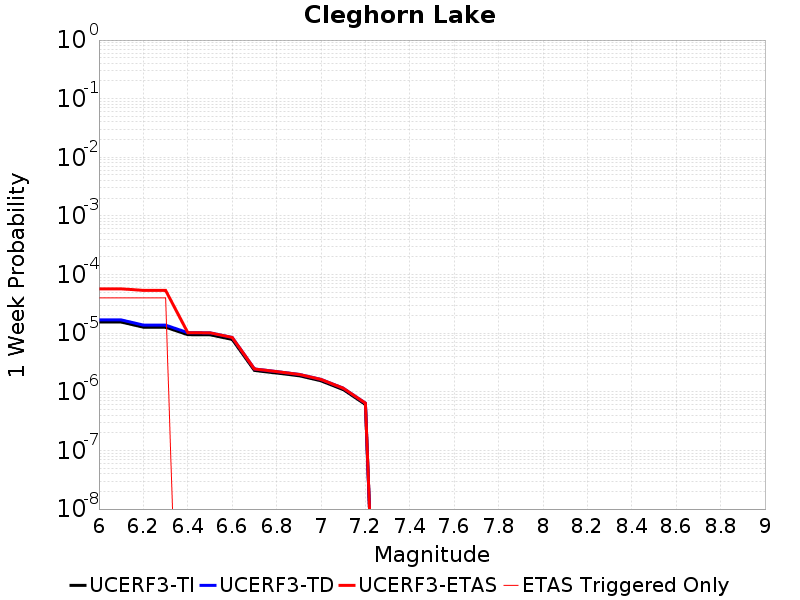 Cleghorn Lake
1 Week Probability
10^0
10^-1
10^-2
10^-3
10^-4
10^-5
10^-6
10^-7
10^-8
6 6.2 6.4 6.6 6.8 7 7.2 7.4 7.6 7.8 8 8.2 8.4 8.6 8.8 9
Magnitude
UCERF3-TI UCERF3-TD UCERF3-ETAS ETAS Triggered Only